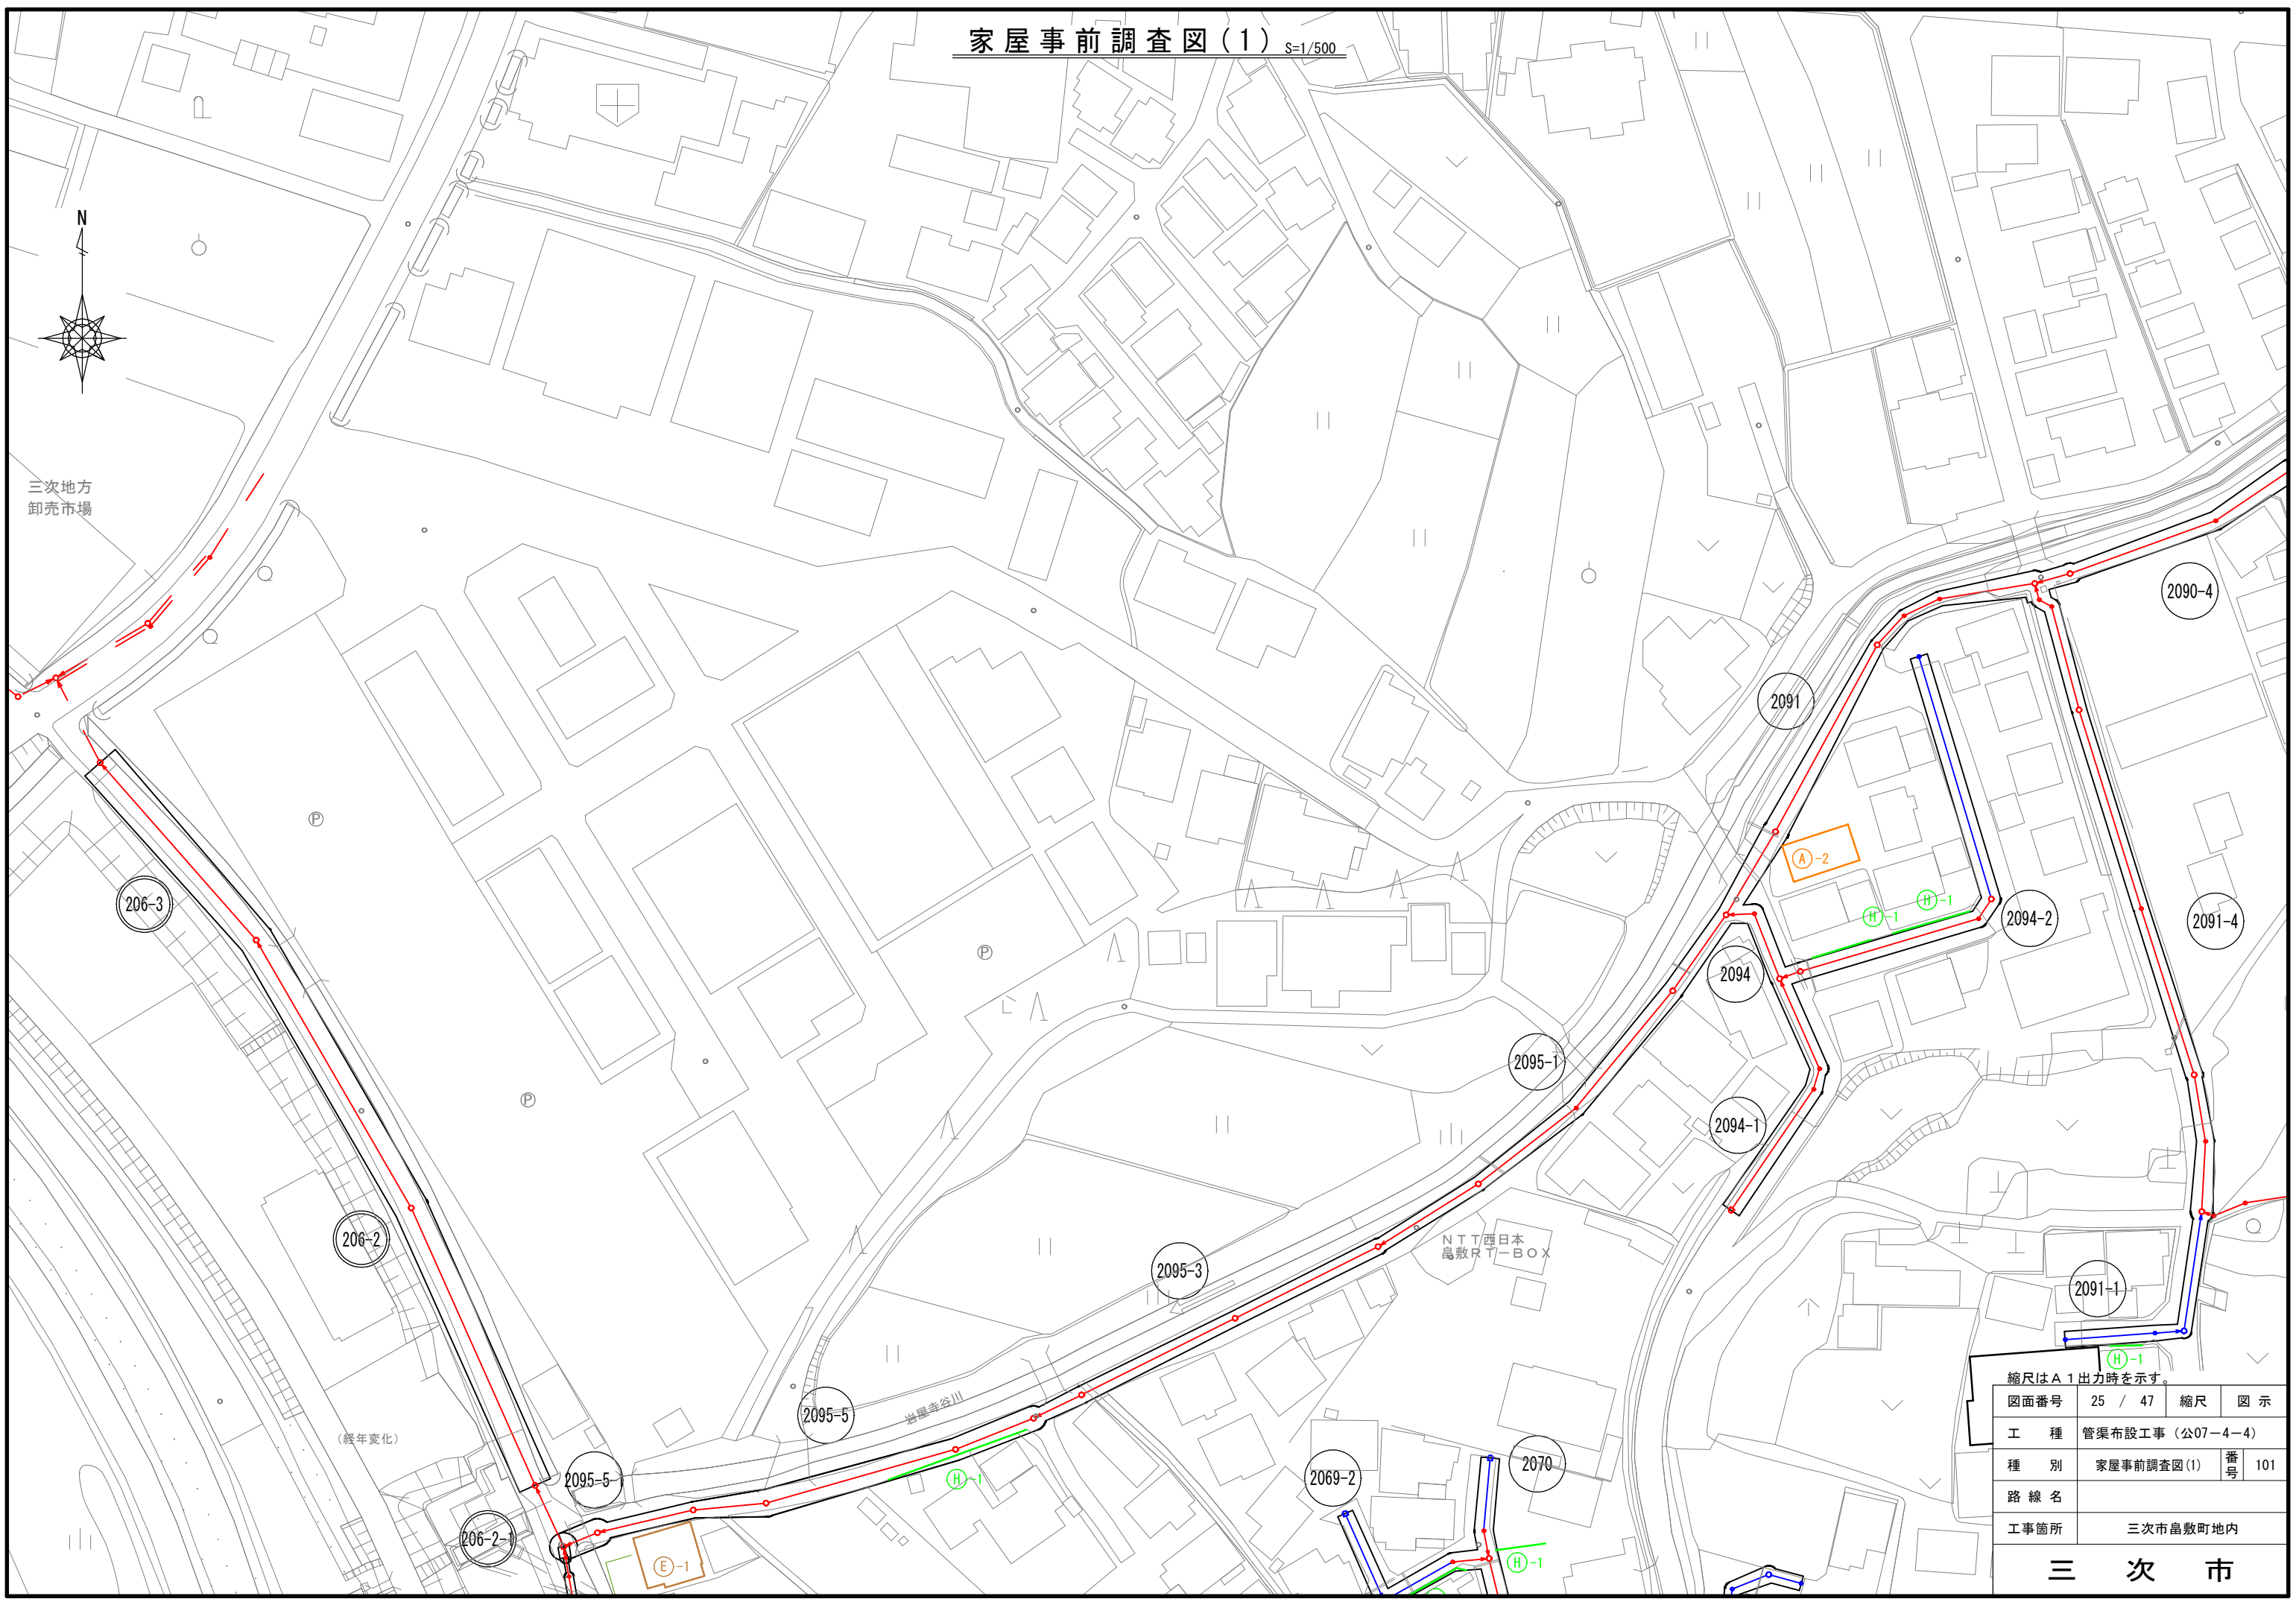 家屋事前調査図(1) S=1/500
N
三次地方
卸売市場
2090-4
2091
Ⓟ
Ⓐ-2
206-3
Ⓗ-1
Ⓗ-1
2094-2
2091-4
Ⓟ
2094
2095-1
Ⓟ
2094-1
206-2
NTT西日本
畠敷RT-BOX
2095-3
2091-1
Ⓗ-1
2095-5
岩屋寺谷川
(経年変化)
2095-5
Ⓗ-1
2069-2
2070
206-2-1
Ⓔ-1
Ⓗ-1
縮尺はA1出力時を示す。
図面番号 25 / 47 縮尺 図示
工種 管渠布設工事（公07-4-4）
種別 家屋事前調査図(1) 番号 101
路線名
工事箇所 三次市畠敷町地内
三次市